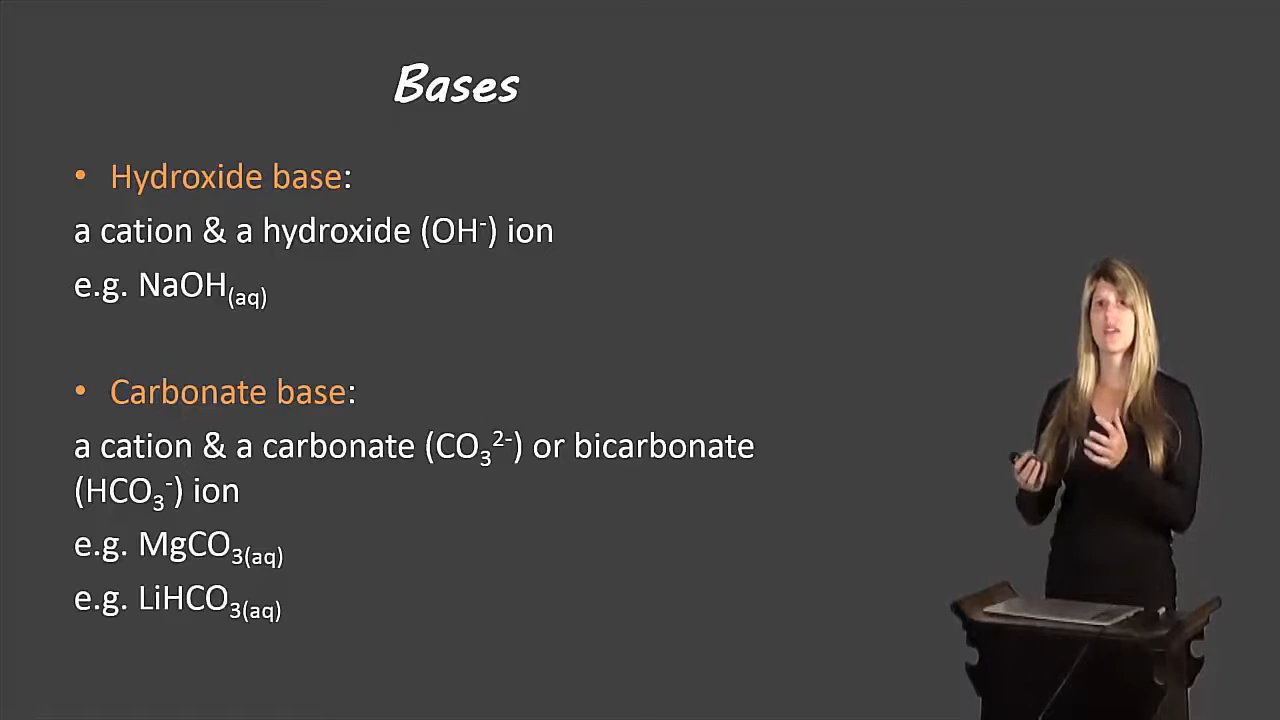 Bases
• Hydroxide base:
a cation & a hydroxide (OH⁻) ion
e.g. NaOH₍aq₎
• Carbonate base:
a cation & a carbonate (CO₃²⁻) or bicarbonate
(HCO₃⁻) ion
e.g. MgCO₃₍aq₎
e.g. LiHCO₃₍aq₎